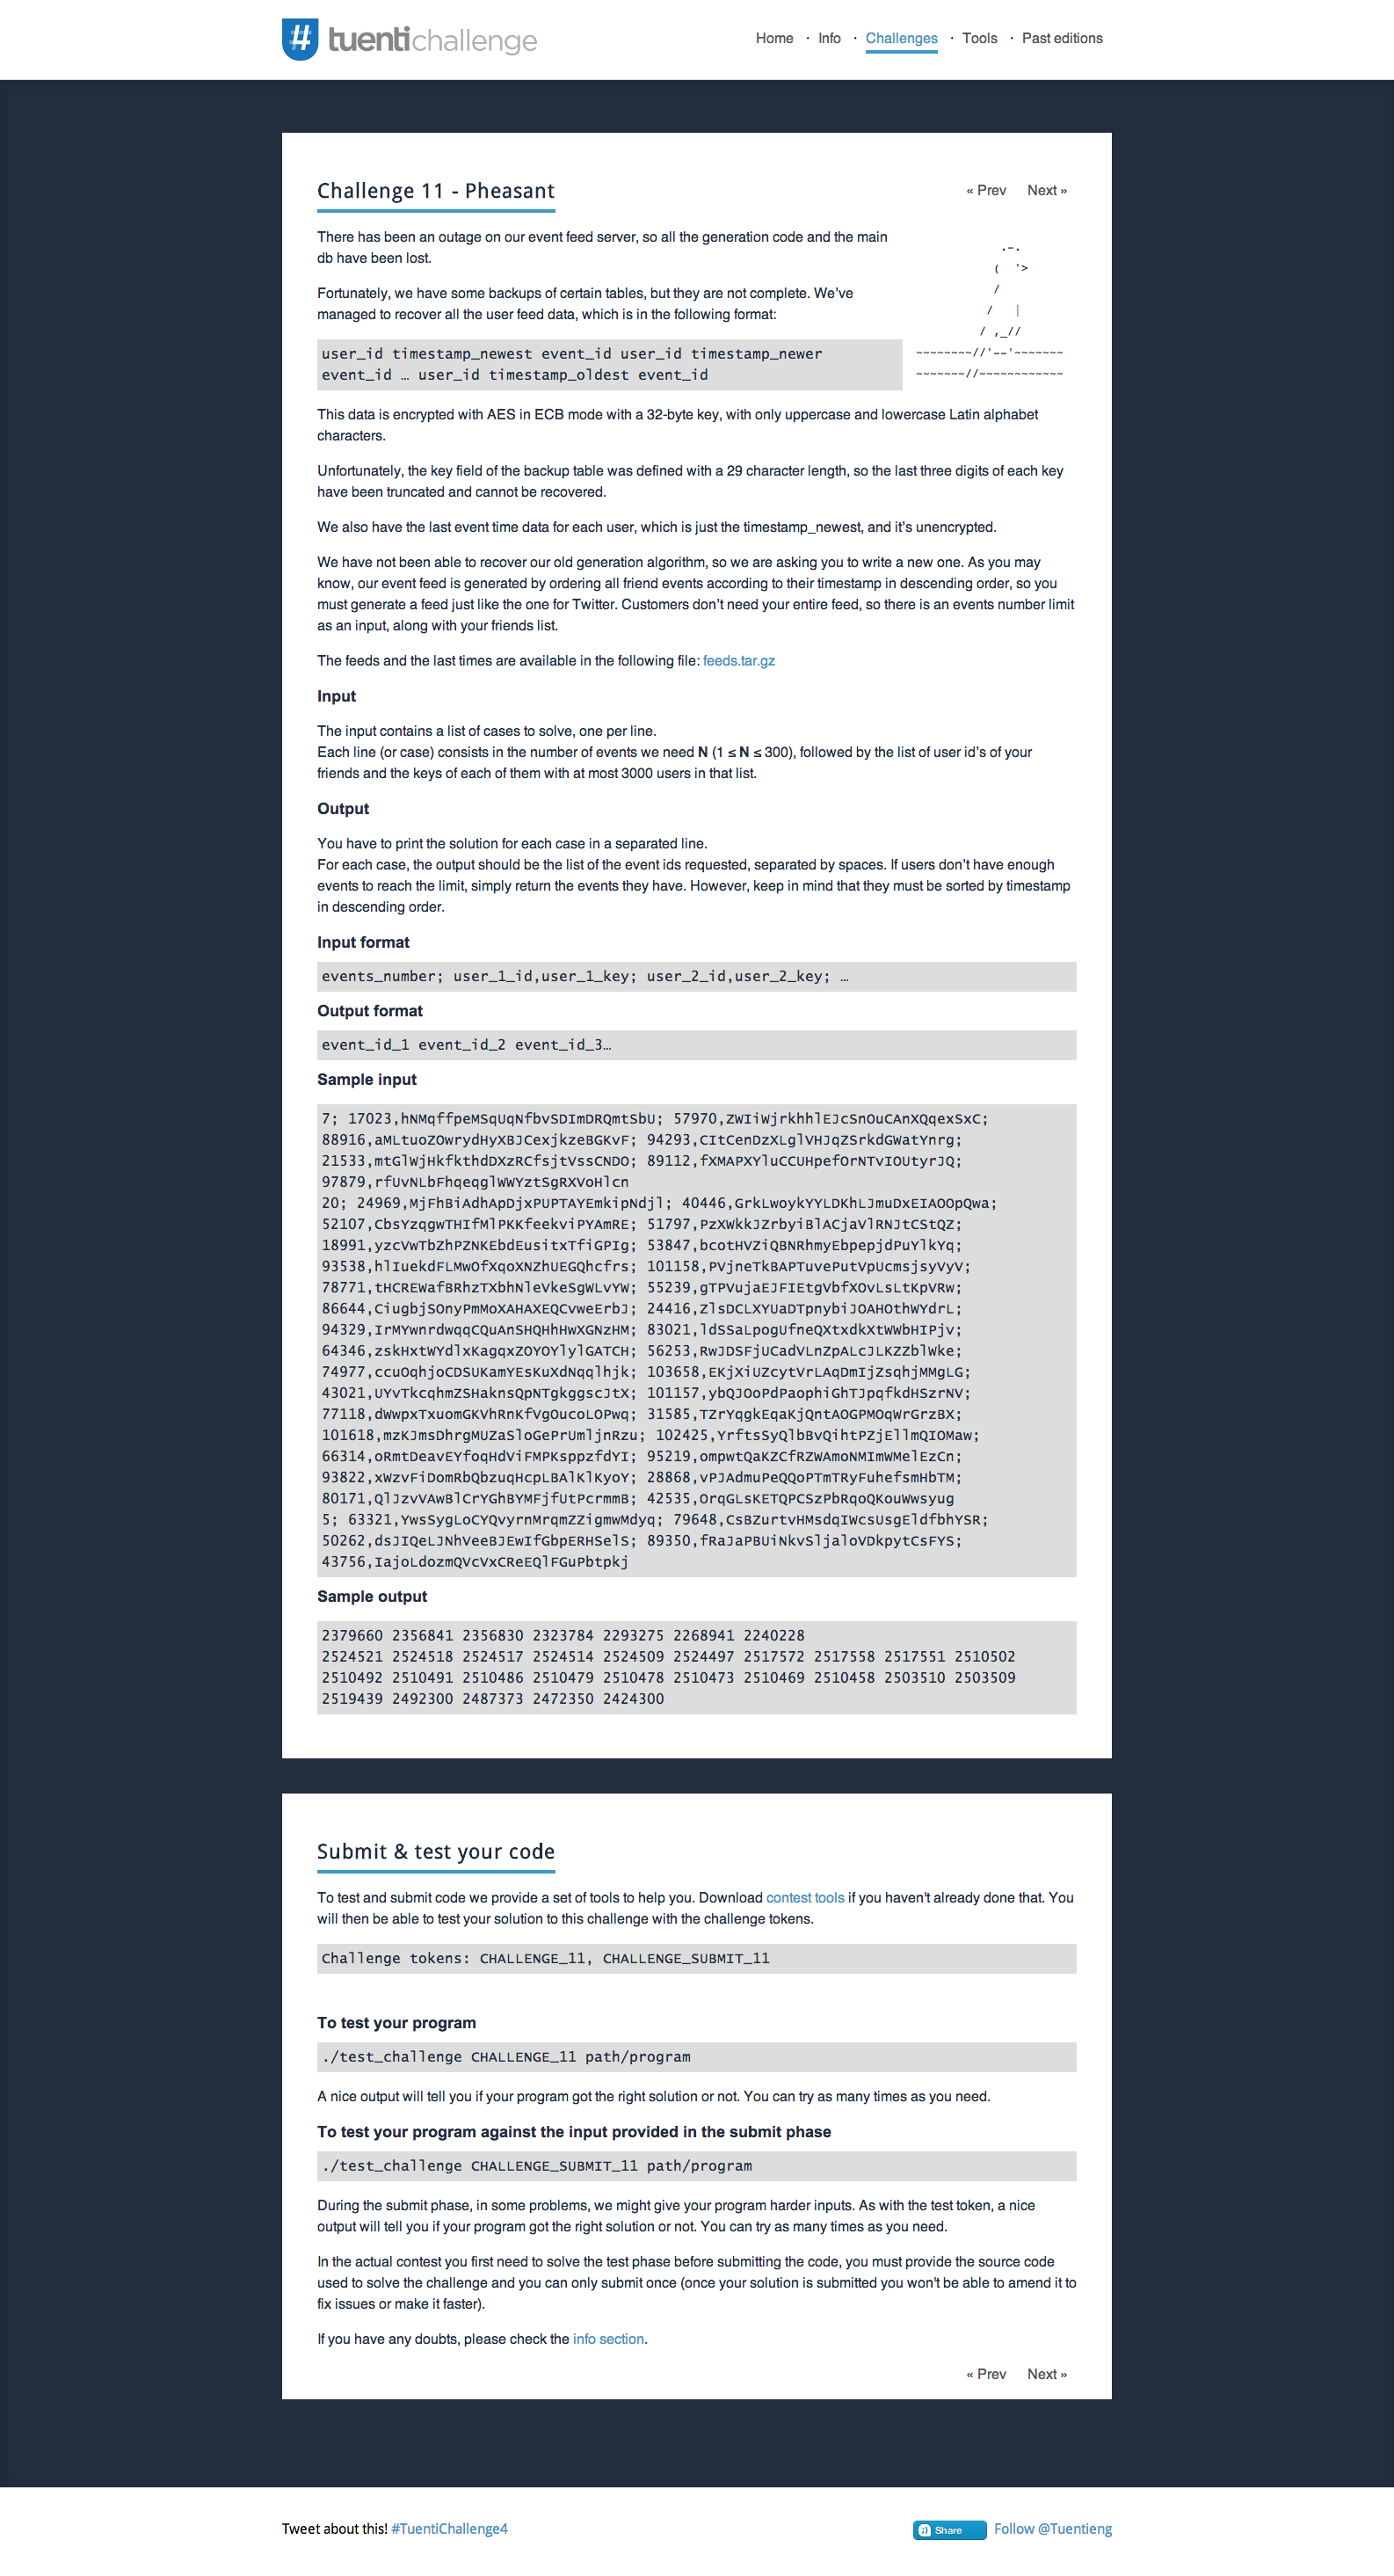 # tuentichallenge
Home · Info · Challenges · Tools · Past editions
Challenge 11 - Pheasant
« Prev Next »
There has been an outage on our event feed server, so all the generation code and the main
db have been lost.
Fortunately, we have some backups of certain tables, but they are not complete. We've
managed to recover all the user feed data, which is in the following format:
user_id timestamp_newest event_id user_id timestamp_newer
event_id … user_id timestamp_oldest event_id
.-.
( '>
/
/ |
/ ,_//
~~~~~~~~//'--'~~~~~~~
~~~~~~~//~~~~~~~~~~~~
This data is encrypted with AES in ECB mode with a 32-byte key, with only uppercase and lowercase Latin alphabet
characters.
Unfortunately, the key field of the backup table was defined with a 29 character length, so the last three digits of each key
have been truncated and cannot be recovered.
We also have the last event time data for each user, which is just the timestamp_newest, and it's unencrypted.
We have not been able to recover our old generation algorithm, so we are asking you to write a new one. As you may
know, our event feed is generated by ordering all friend events according to their timestamp in descending order, so you
must generate a feed just like the one for Twitter. Customers don't need your entire feed, so there is an events number limit
as an input, along with your friends list.
The feeds and the last times are available in the following file: feeds.tar.gz
Input
The input contains a list of cases to solve, one per line.
Each line (or case) consists in the number of events we need N (1 ≤ N ≤ 300), followed by the list of user id's of your
friends and the keys of each of them with at most 3000 users in that list.
Output
You have to print the solution for each case in a separated line.
For each case, the output should be the list of the event ids requested, separated by spaces. If users don't have enough
events to reach the limit, simply return the events they have. However, keep in mind that they must be sorted by timestamp
in descending order.
Input format
events_number; user_1_id,user_1_key; user_2_id,user_2_key; …
Output format
event_id_1 event_id_2 event_id_3…
Sample input
7; 17023,hNMqffpeMSqUqNfbvSDImDRQmtSbU; 57970,ZWIiWjrkhhlEJcSnOuCAnXQqexSxC;
88916,aMLtuoZOwrydHyXBJCexjkzeBGKvF; 94293,CItCenDzXLglVHJqZSrkdGWatYnrg;
21533,mtGlWjHkfkthdDXzRCfsjtVssCNDO; 89112,fXMAPXYluCCUHpefOrNTvIOUtyrJQ;
97879,rfUvNLbFhqeqglWWYztSgRXVoHlcn
20; 24969,MjFhBiAdhApDjxPUPTAYEmkipNdjl; 40446,GrkLwoykYYLDKhLJmuDxEIAOOpQwa;
52107,CbsYzqgwTHIfMlPKKfeekviPYAmRE; 51797,PzXWkkJZrbyiBlACjaVlRNJtCStQZ;
18991,yzcVwTbZhPZNKEbdEusitxTfiGPIg; 53847,bcotHVZiQBNRhmyEbpepjdPuYlkYq;
93538,hlIuekdFLMwOfXqoXNZhUEGQhcfrs; 101158,PVjneTkBAPTuvePutVpUcmsjsyVyV;
78771,tHCREWafBRhzTXbhNleVkeSgWLvYW; 55239,gTPVujaEJFIEtgVbfXOvLsLtKpVRw;
86644,CiugbjSOnyPmMoXAHAXEQCvweErbJ; 24416,ZlsDCLXYUaDTpnybiJOAHOthWYdrL;
94329,IrMYwnrdwqqCQuAnSHQHhHwXGNzHM; 83021,ldSSaLpogUfneQXtxdkXtWWbHIPjv;
64346,zskHxtWYdlxKagqxZOYOYlylGATCH; 56253,RwJDSFjUCadVLnZpALcJLKZZblWke;
74977,ccuOqhjoCDSUKamYEsKuXdNqqlhjk; 103658,EKjXiUZcytVrLAqDmIjZsqhjMMgLG;
43021,UYvTkcqhmZSHaknsQpNTgkggscJtX; 101157,ybQJOoPdPaophiGhTJpqfkdHSzrNV;
77118,dWwpxTxuomGKVhRnKfVgOucoLOPwq; 31585,TZrYqgkEqaKjQntAOGPMOqWrGrzBX;
101618,mzKJmsDhrgMUZaSloGePrUmljnRzu; 102425,YrftsSyQlbBvQihtPZjEllmQIOMaw;
66314,oRmtDeavEYfoqHdViFMPKsppzfdYI; 95219,ompwtQaKZCfRZWAmoNMImWMelEzCn;
93822,xWzvFiDomRbQbzuqHcpLBAlKlKyoY; 28868,vPJAdmuPeQQoPTmTRyFuhefsmHbTM;
80171,QlJzvVAwBlCrYGhBYMFjfUtPcrmmB; 42535,OrqGLsKETQPCSzPbRqoQKouWwsyug
5; 63321,YwsSygLoCYQvyrnMrqmZZigmwMdyq; 79648,CsBZurtvHMsdqIWcsUsgEldfbhYSR;
50262,dsJIQeLJNhVeeBJEwIfGbpERHSelS; 89350,fRaJaPBUiNkvSljaloVDkpytCsFYS;
43756,IajoLdozmQVcVxCReEQlFGuPbtpkj
Sample output
2379660 2356841 2356830 2323784 2293275 2268941 2240228
2524521 2524518 2524517 2524514 2524509 2524497 2517572 2517558 2517551 2510502
2510492 2510491 2510486 2510479 2510478 2510473 2510469 2510458 2503510 2503509
2519439 2492300 2487373 2472350 2424300
Submit & test your code
To test and submit code we provide a set of tools to help you. Download contest tools if you haven't already done that. You
will then be able to test your solution to this challenge with the challenge tokens.
Challenge tokens: CHALLENGE_11, CHALLENGE_SUBMIT_11
To test your program
./test_challenge CHALLENGE_11 path/program
A nice output will tell you if your program got the right solution or not. You can try as many times as you need.
To test your program against the input provided in the submit phase
./test_challenge CHALLENGE_SUBMIT_11 path/program
During the submit phase, in some problems, we might give your program harder inputs. As with the test token, a nice
output will tell you if your program got the right solution or not. You can try as many times as you need.
In the actual contest you first need to solve the test phase before submitting the code, you must provide the source code
used to solve the challenge and you can only submit once (once your solution is submitted you won't be able to amend it to
fix issues or make it faster).
If you have any doubts, please check the info section.
« Prev Next »
Tweet about this! #TuentiChallenge4
Share Follow @Tuentieng